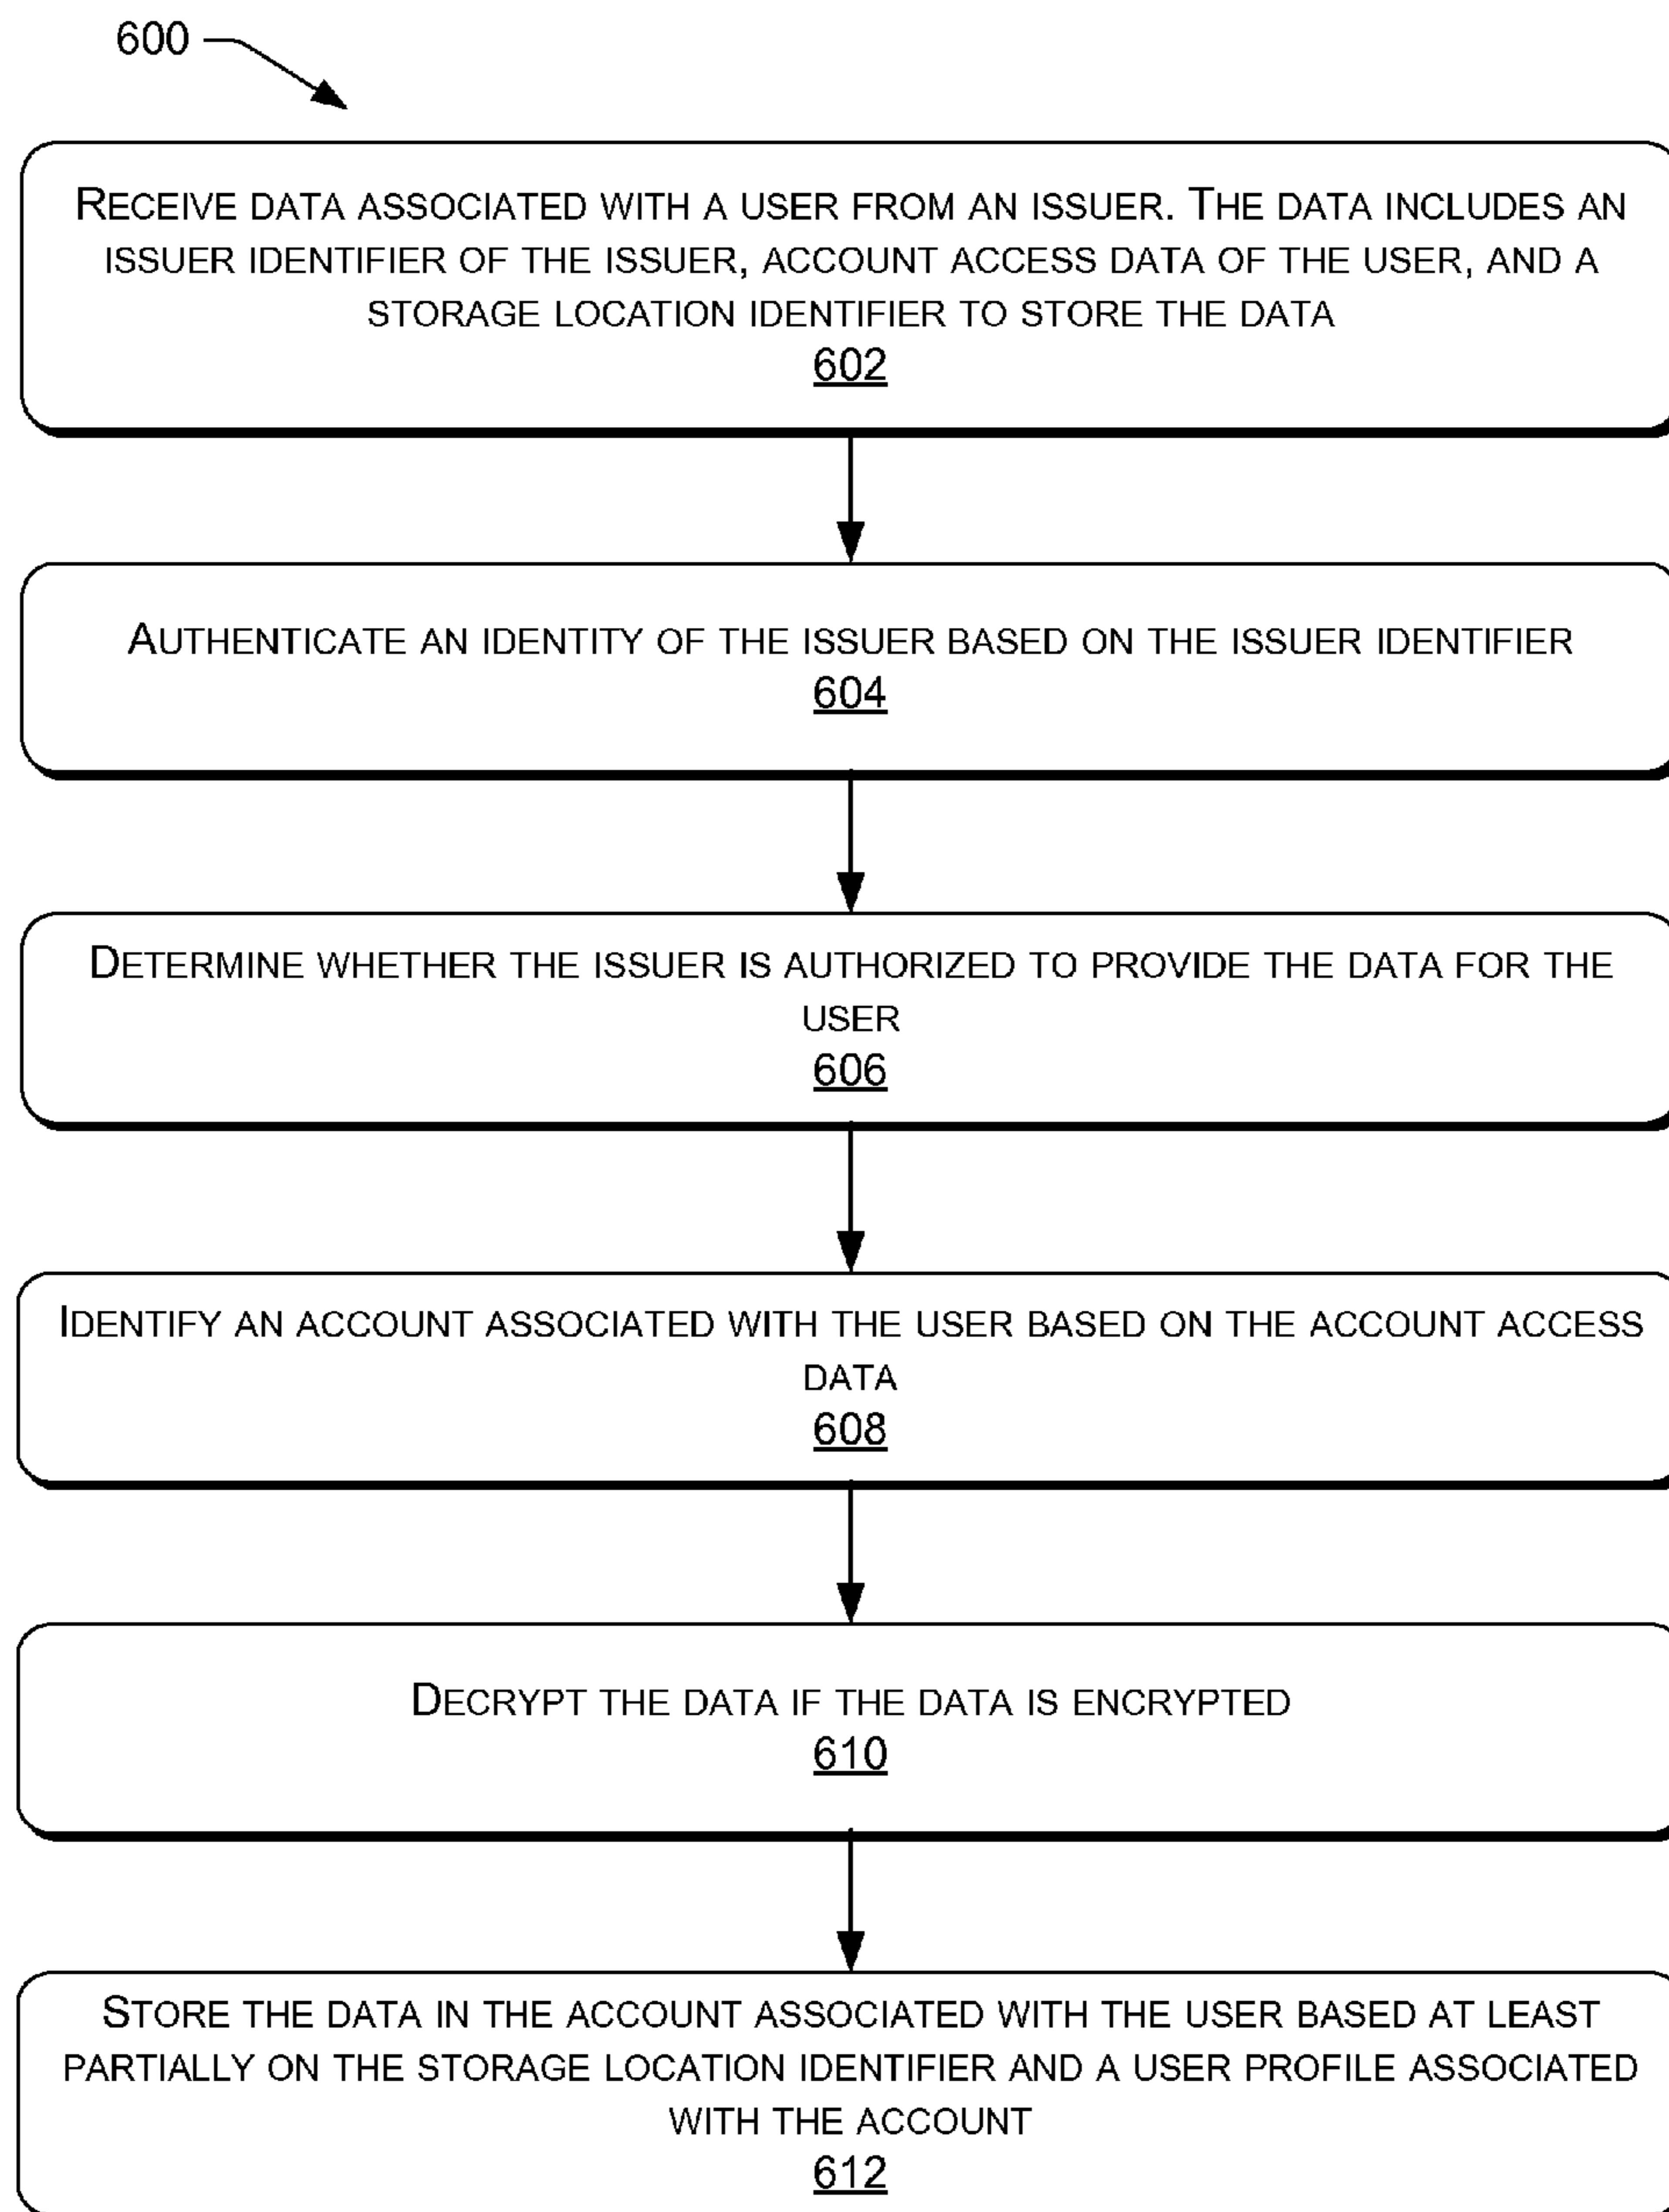 600
RECEIVE DATA ASSOCIATED WITH A USER FROM AN ISSUER. THE DATA INCLUDES AN
ISSUER IDENTIFIER OF THE ISSUER, ACCOUNT ACCESS DATA OF THE USER, AND A
STORAGE LOCATION IDENTIFIER TO STORE THE DATA
602
AUTHENTICATE AN IDENTITY OF THE ISSUER BASED ON THE ISSUER IDENTIFIER
604
DETERMINE WHETHER THE ISSUER IS AUTHORIZED TO PROVIDE THE DATA FOR THE
USER
606
IDENTIFY AN ACCOUNT ASSOCIATED WITH THE USER BASED ON THE ACCOUNT ACCESS
DATA
608
DECRYPT THE DATA IF THE DATA IS ENCRYPTED
610
STORE THE DATA IN THE ACCOUNT ASSOCIATED WITH THE USER BASED AT LEAST
PARTIALLY ON THE STORAGE LOCATION IDENTIFIER AND A USER PROFILE ASSOCIATED
WITH THE ACCOUNT
612